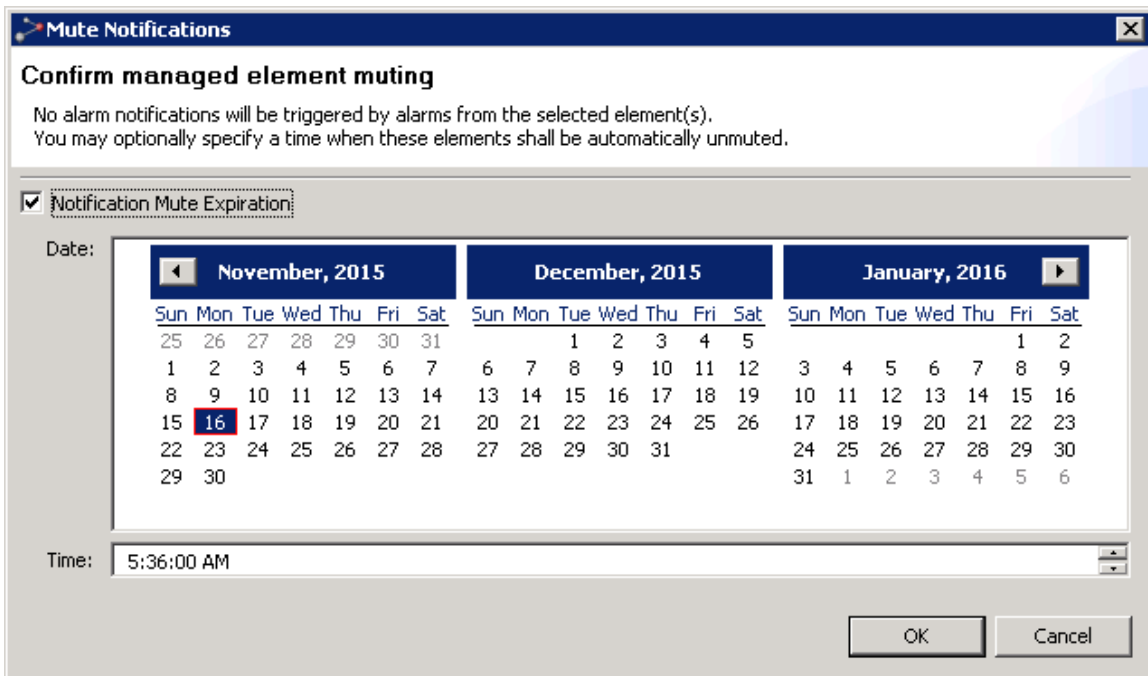 Mute Notifications
Confirm managed element muting
No alarm notifications will be triggered by alarms from the selected element(s).
You may optionally specify a time when these elements shall be automatically unmuted.
Notification Mute Expiration
Date:
November, 2015 December, 2015 January, 2016
Sun Mon Tue Wed Thu Fri Sat Sun Mon Tue Wed Thu Fri Sat Sun Mon Tue Wed Thu Fri Sat
25 26 27 28 29 30 31 1 2 3 4 5 1 2
1 2 3 4 5 6 7 6 7 8 9 10 11 12 3 4 5 6 7 8 9
8 9 10 11 12 13 14 13 14 15 16 17 18 19 10 11 12 13 14 15 16
15 16 17 18 19 20 21 20 21 22 23 24 25 26 17 18 19 20 21 22 23
22 23 24 25 26 27 28 27 28 29 30 31 24 25 26 27 28 29 30
29 30 31 1 2 3 4 5 6
Time: 5:36:00 AM
OK Cancel